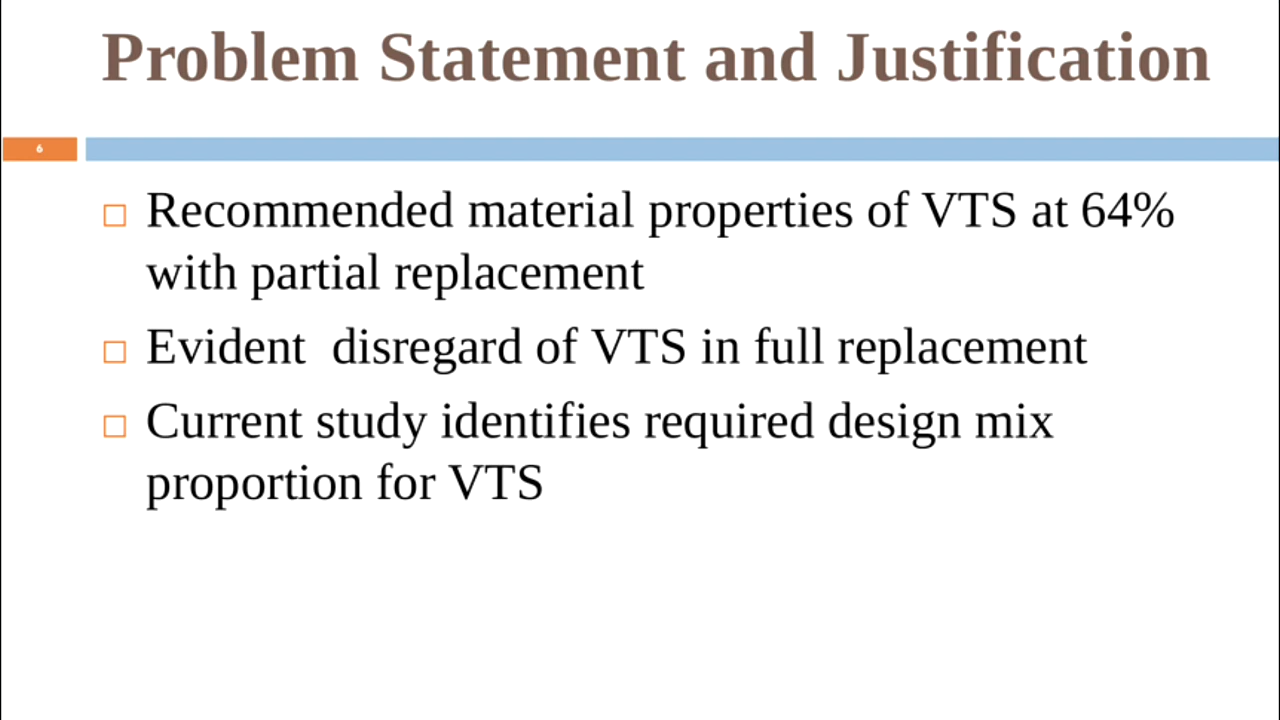 Problem Statement and Justification
6
Recommended material properties of VTS at 64%
with partial replacement
Evident  disregard of VTS in full replacement
Current study identifies required design mix
proportion for VTS